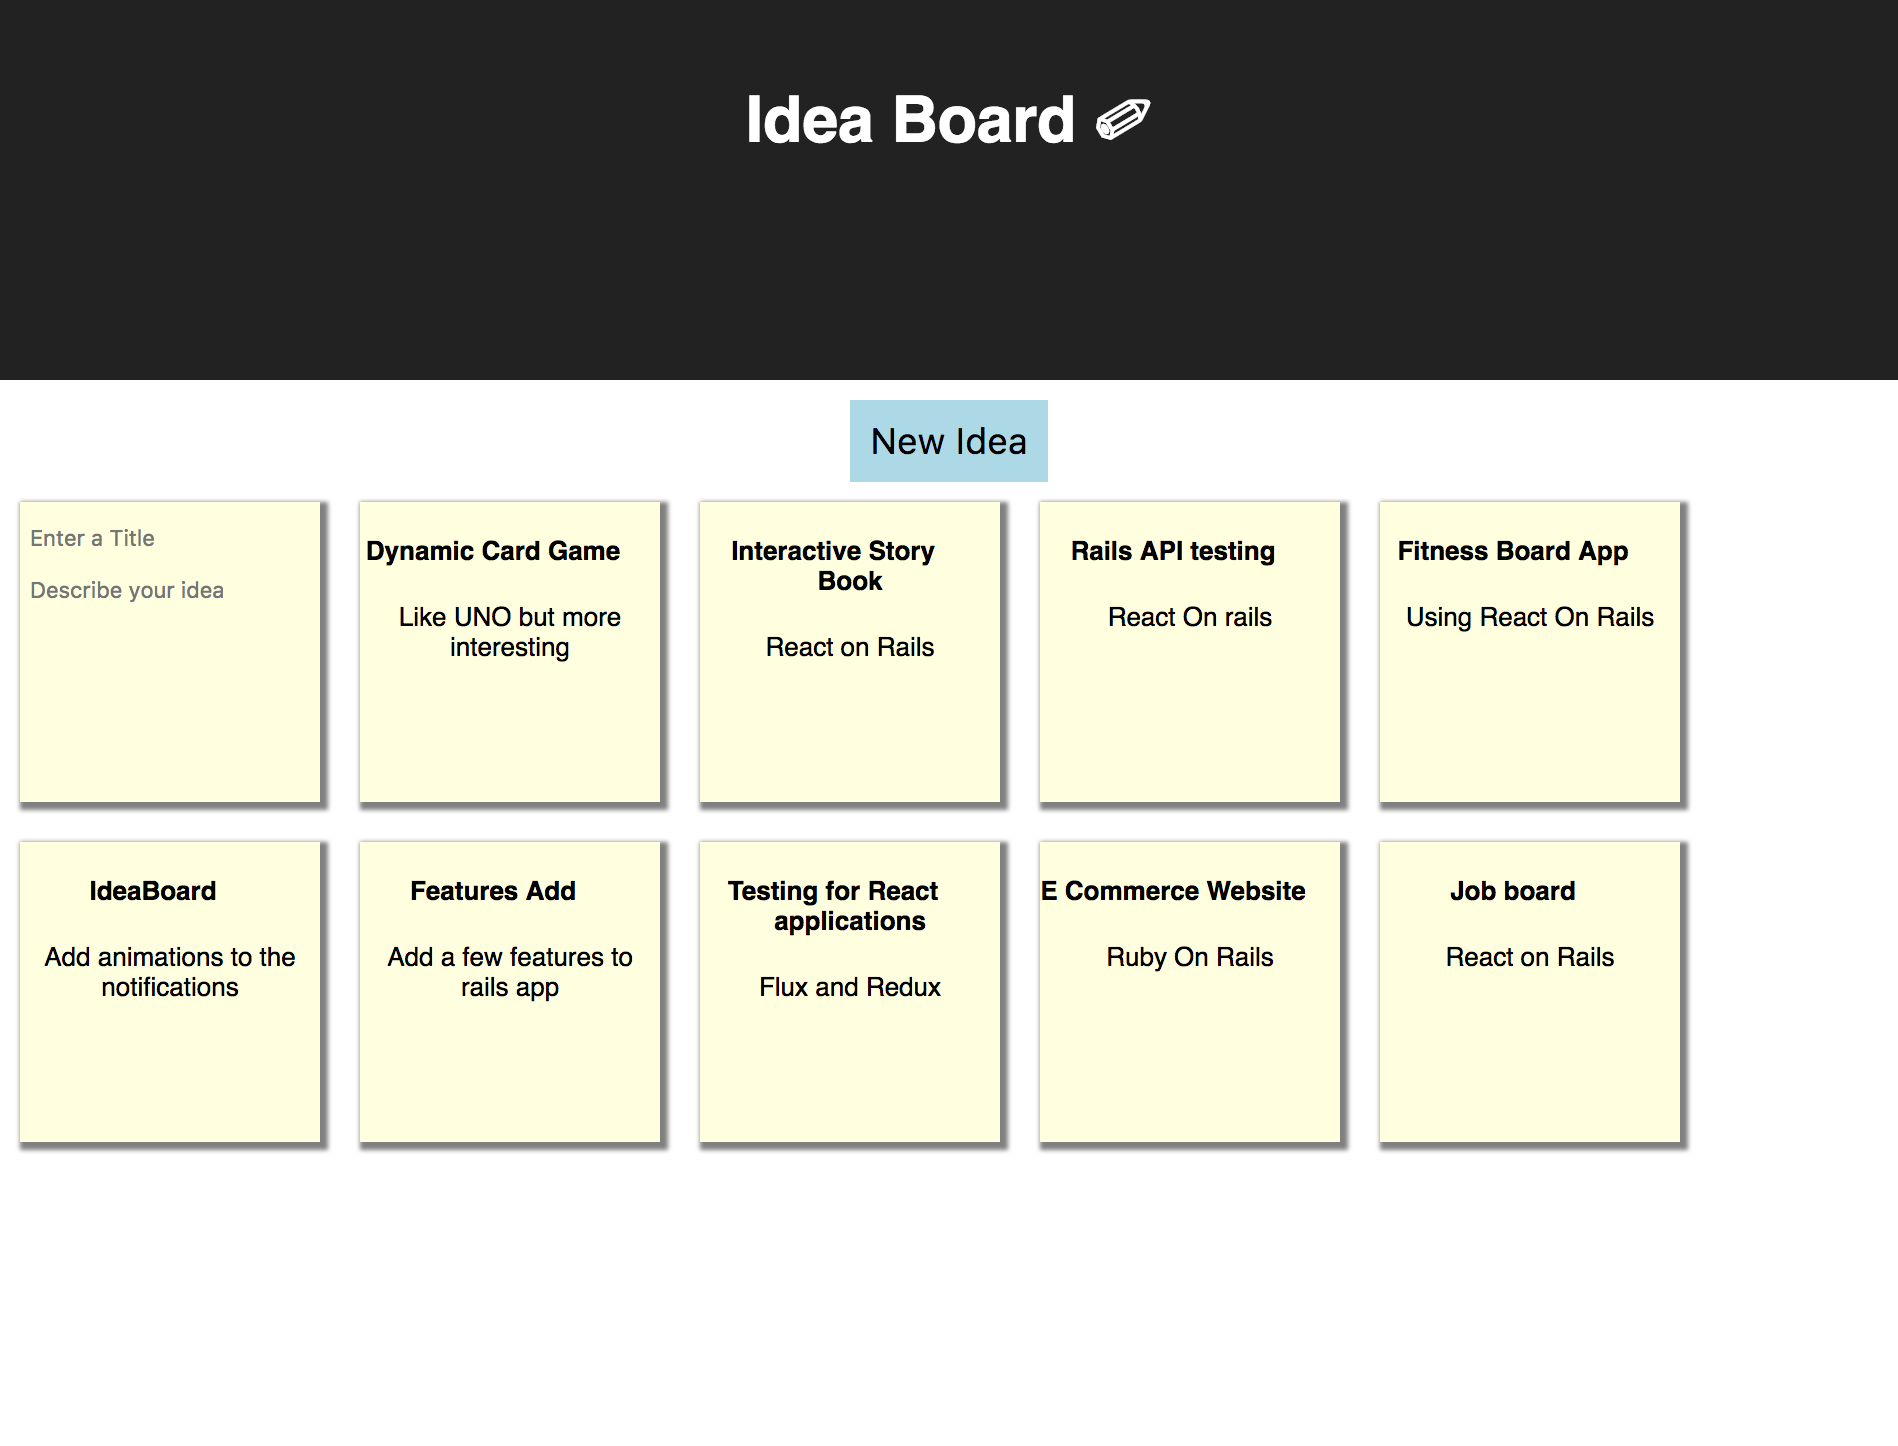 Idea Board
New Idea
Enter a Title
Describe your idea
Dynamic Card Game
Like UNO but more
interesting
Interactive Story
Book
React on Rails
Rails API testing
React On rails
Fitness Board App
Using React On Rails
IdeaBoard
Add animations to the
notifications
Features Add
Add a few features to
rails app
Testing for React
applications
Flux and Redux
E Commerce Website
Ruby On Rails
Job board
React on Rails